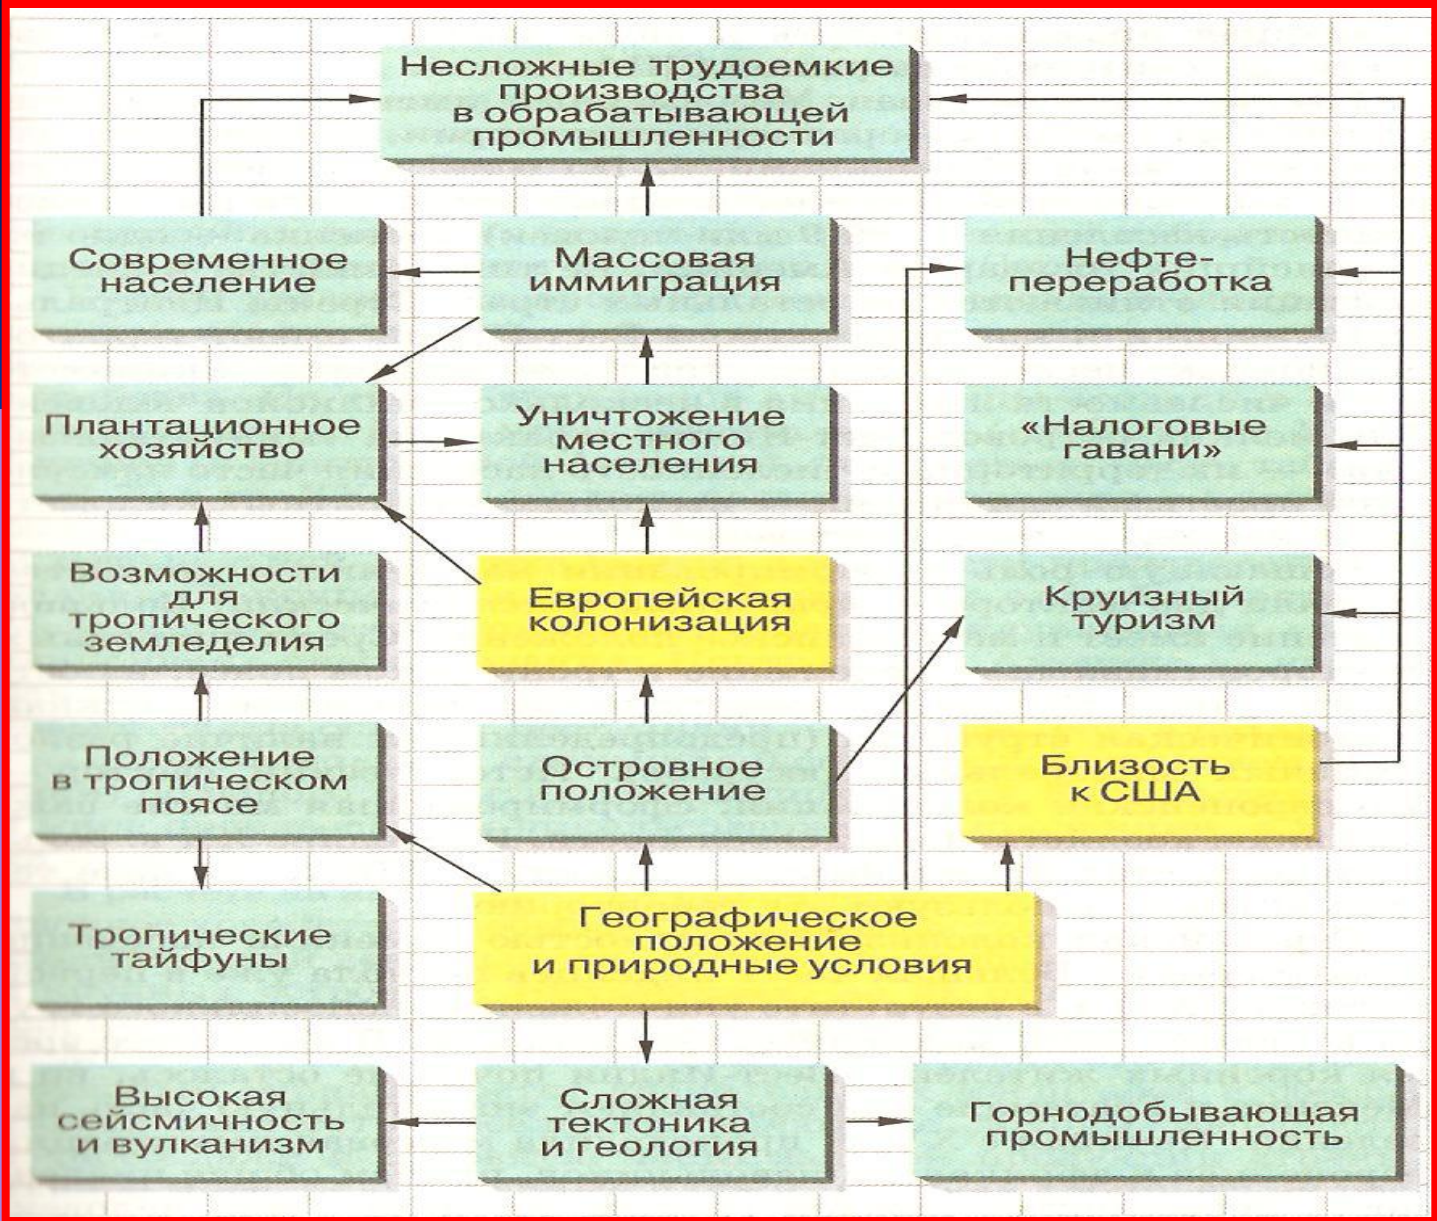 Несложные трудоемкие
производства
в обрабатывающей
промышленности
Современное
население
Массовая
иммиграция
Нефте-
переработка
Плантационное
хозяйство
Уничтожение
местного
населения
«Налоговые
гавани»
Возможности
для
тропического
земледелия
Европейская
колонизация
Круизный
туризм
Положение
в тропическом
поясе
Островное
положение
Близость
к США
Тропические
тайфуны
Географическое
положение
и природные условия
Высокая
сейсмичность
и вулканизм
Сложная
тектоника
и геология
Горнодобывающая
промышленность